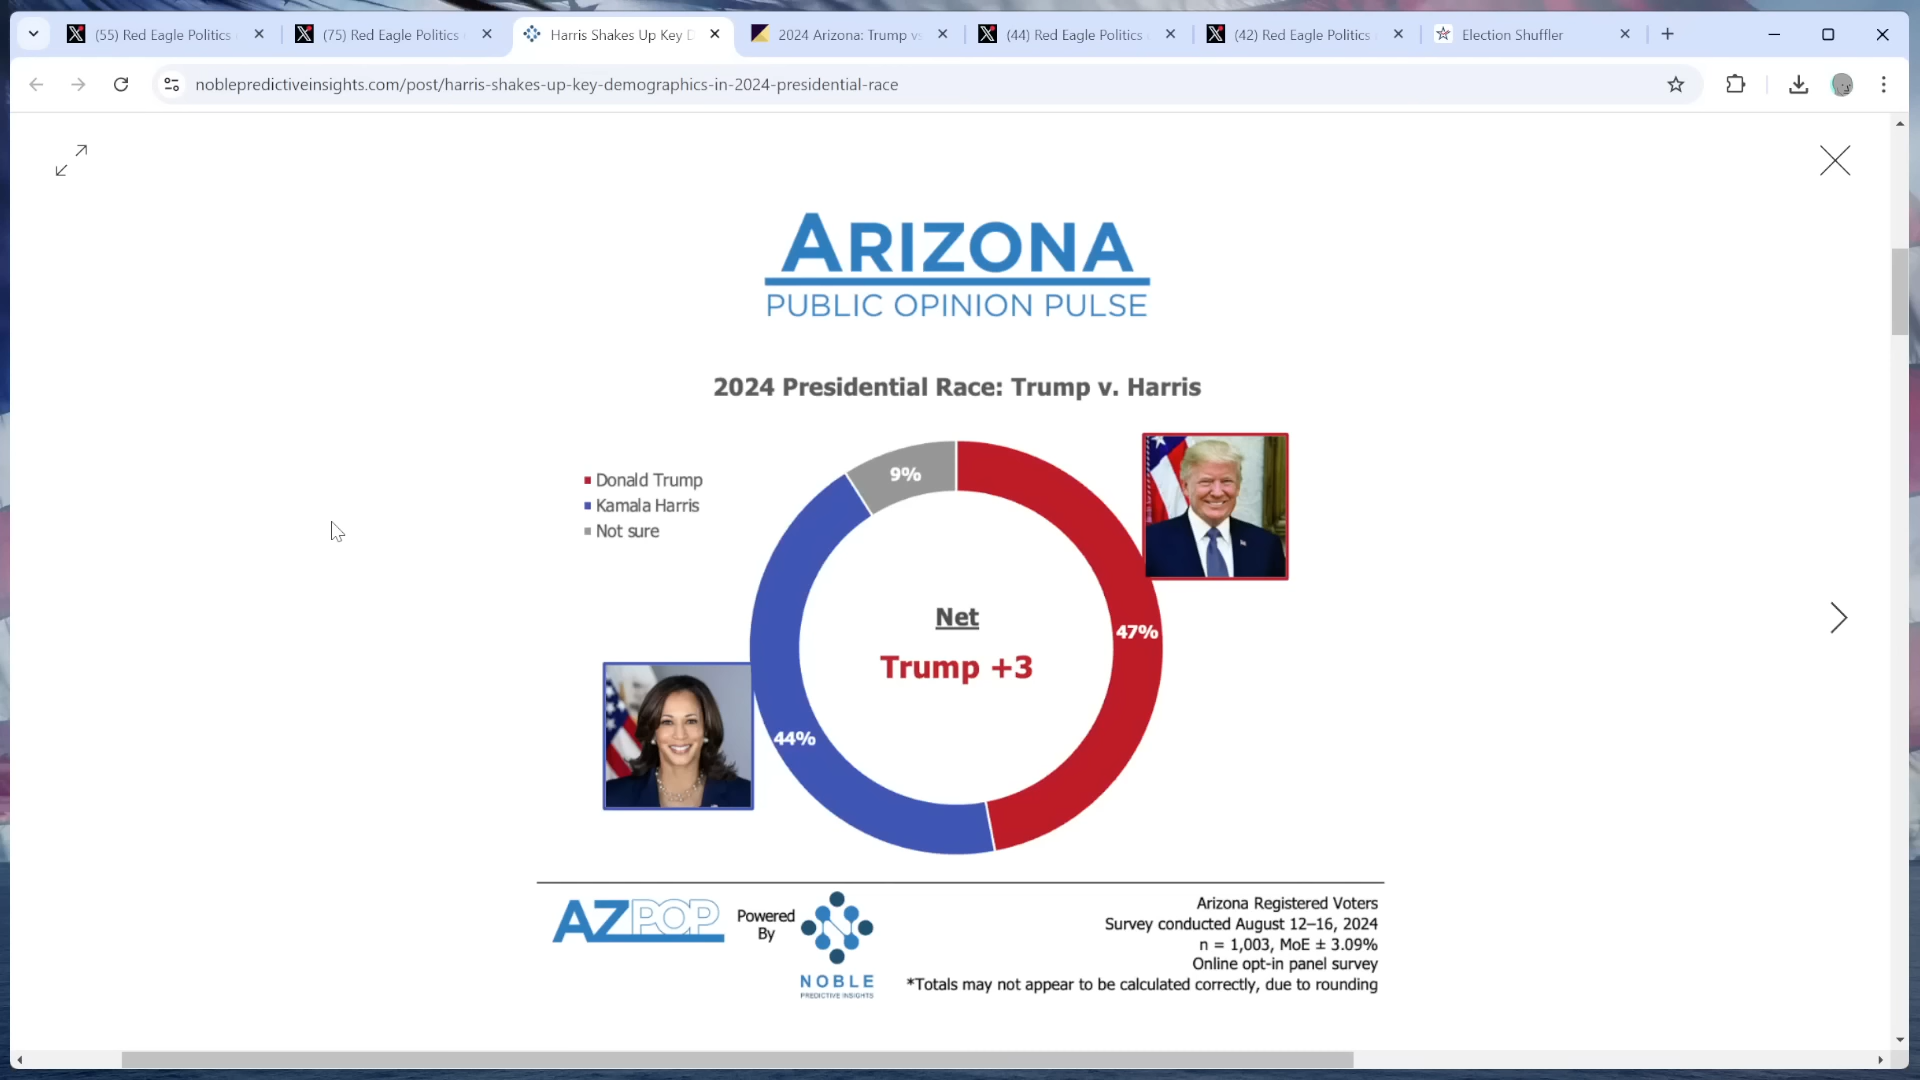 (55) Red Eagle Politics
(75) Red Eagle Politics
Harris Shakes Up Key D
2024 Arizona: Trump vs
(44) Red Eagle Politics
(42) Red Eagle Politics
Election Shuffler
noblepredictiveinsights.com/post/harris-shakes-up-key-demographics-in-2024-presidential-race
ARIZONA
PUBLIC OPINION PULSE
2024 Presidential Race: Trump v. Harris
Donald Trump
Kamala Harris
Not sure
9%
47%
44%
Net
Trump +3
AZPOP
Powered
By
NOBLE
PREDICTIVE INSIGHTS
Arizona Registered Voters
Survey conducted August 12–16, 2024
n = 1,003, MoE ± 3.09%
Online opt-in panel survey
*Totals may not appear to be calculated correctly, due to rounding